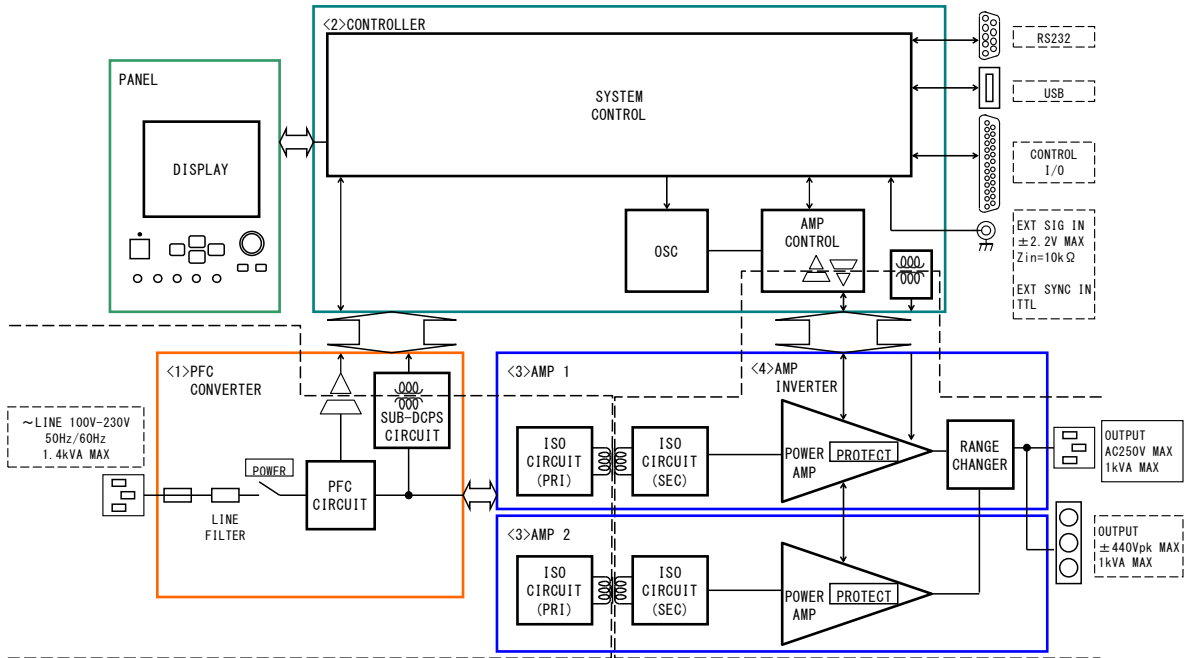 <2>CONTROLLER
RS232
PANEL
SYSTEM
CONTROL
USB
DISPLAY
CONTROL
I/O
OSC
AMP
CONTROL
EXT SIG IN
±2.2V MAX
Zin=10kΩ
EXT SYNC IN
TTL
<1>PFC
CONVERTER
<3>AMP 1
<4>AMP
INVERTER
~LINE 100V-230V
50Hz/60Hz
1.4kVA MAX
SUB-DCPS
CIRCUIT
POWER
PFC
CIRCUIT
LINE
FILTER
ISO
CIRCUIT
(PRI)
ISO
CIRCUIT
(SEC)
POWER
AMP
PROTECT
RANGE
CHANGER
OUTPUT
AC250V MAX
1kVA MAX
<3>AMP 2
ISO
CIRCUIT
(PRI)
ISO
CIRCUIT
(SEC)
POWER
AMP
PROTECT
OUTPUT
±440Vpk MAX
1kVA MAX